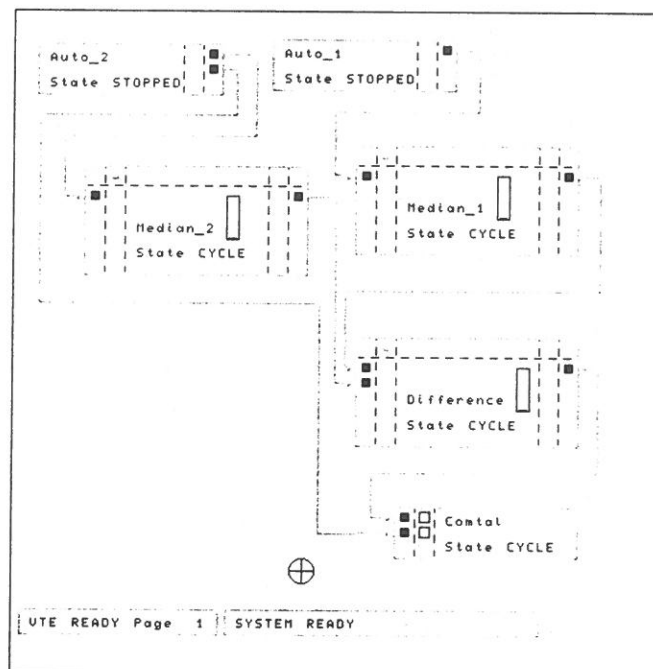 Auto_2
State STOPPED
Auto_1
State STOPPED
Median_2
State CYCLE
Median_1
State CYCLE
Difference
State CYCLE
Comtal
State CYCLE
VTE READY Page 1
SYSTEM READY